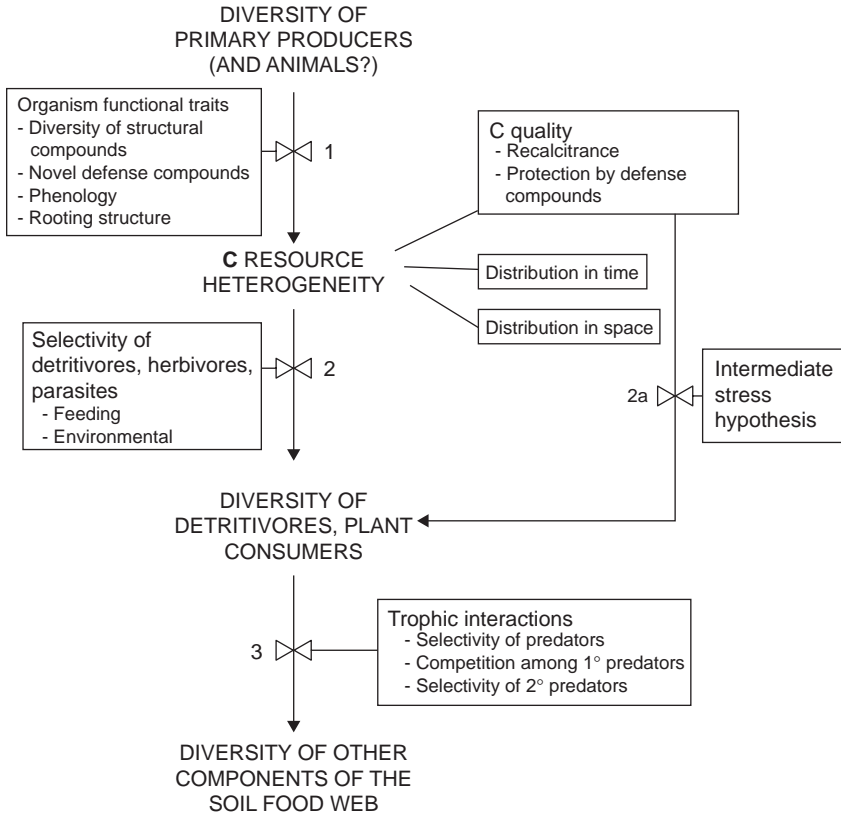 DIVERSITY OF
PRIMARY PRODUCERS
(AND ANIMALS?)
Organism functional traits
- Diversity of structural
compounds
- Novel defense compounds
- Phenology
- Rooting structure
1
C quality
- Recalcitrance
- Protection by defense
compounds
C RESOURCE
HETEROGENEITY
Distribution in time
Distribution in space
Selectivity of
detritivores, herbivores,
parasites
- Feeding
- Environmental
2
2a
Intermediate
stress
hypothesis
DIVERSITY OF
DETRITIVORES, PLANT
CONSUMERS
3
Trophic interactions
- Selectivity of predators
- Competition among 1° predators
- Selectivity of 2° predators
DIVERSITY OF OTHER
COMPONENTS OF THE
SOIL FOOD WEB